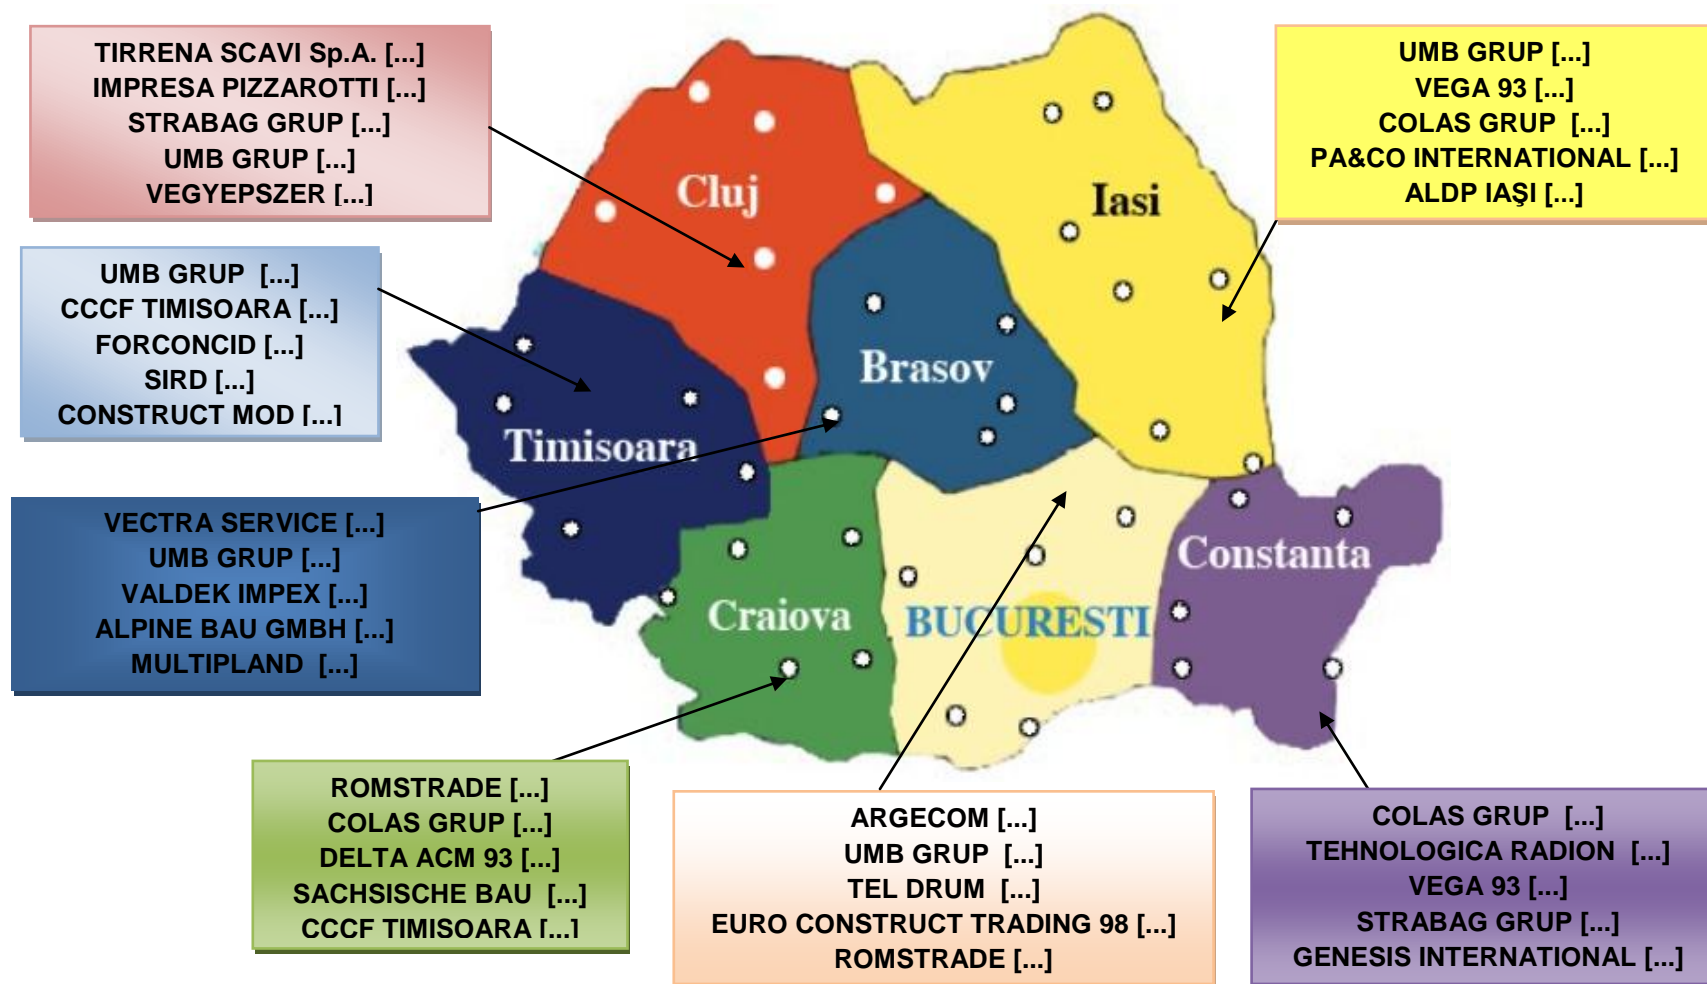 TIRRENA SCAVI Sp.A. [...]
IMPRESA PIZZAROTTI [...]
STRABAG GRUP [...]
UMB GRUP [...]
VEGYEPSZER [...]
UMB GRUP [...]
VEGA 93 [...]
COLAS GRUP [...]
PA&CO INTERNATIONAL [...]
ALDP IAŞI [...]
Cluj
Iasi
UMB GRUP [...]
CCCF TIMISOARA [...]
FORCONCID [...]
SIRD [...]
CONSTRUCT MOD [...]
Brasov
Timisoara
VECTRA SERVICE [...]
UMB GRUP [...]
VALDEK IMPEX [...]
ALPINE BAU GMBH [...]
MULTIPLAND [...]
Constanta
Craiova
BUCURESTI
ROMSTRADE [...]
COLAS GRUP [...]
DELTA ACM 93 [...]
SACHSISCHE BAU [...]
CCCF TIMISOARA [...]
ARGECOM [...]
UMB GRUP [...]
TEL DRUM [...]
EURO CONSTRUCT TRADING 98 [...]
ROMSTRADE [...]
COLAS GRUP [...]
TEHNOLOGICA RADION [...]
VEGA 93 [...]
STRABAG GRUP [...]
GENESIS INTERNATIONAL [...]